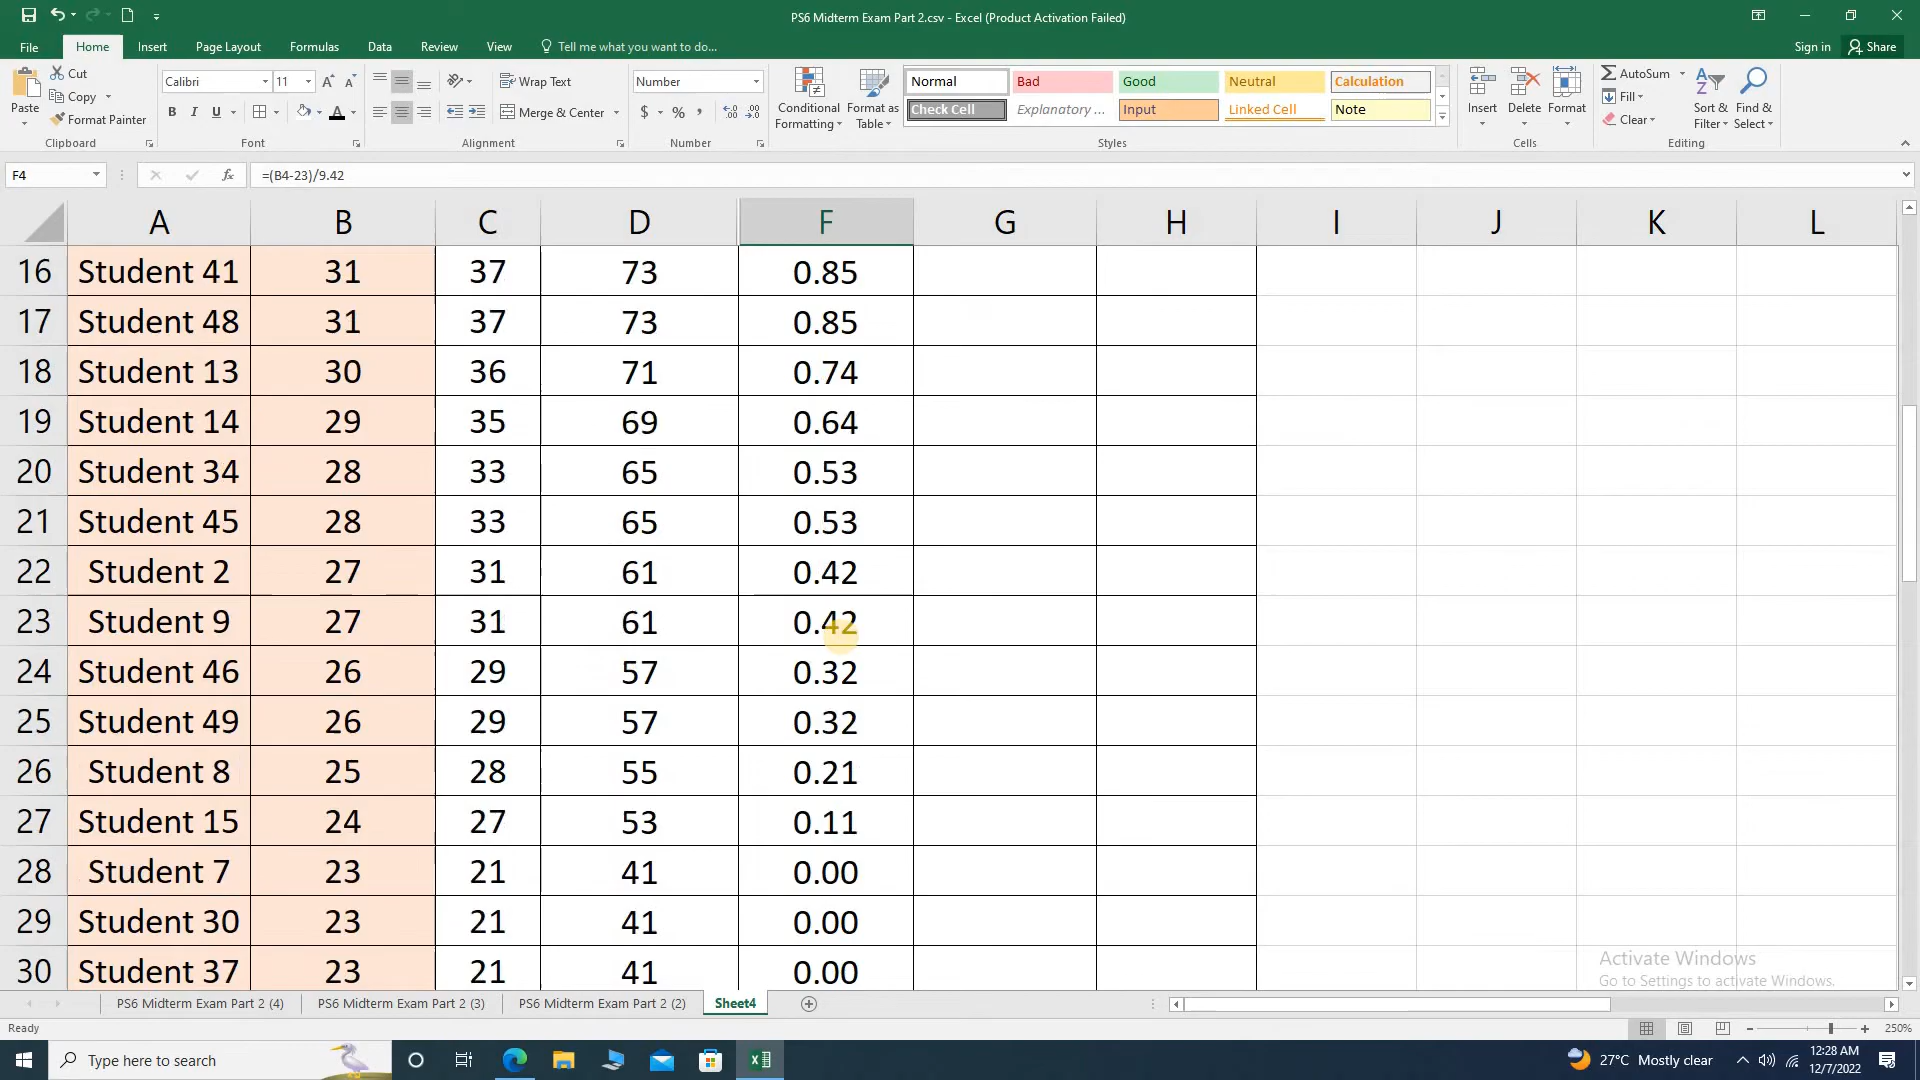 PS6 Midterm Exam Part 2.csv - Excel (Product Activation Failed)
File Home Insert Page Layout Formulas Data Review View Tell me what you want to do... Sign in Share
Paste Cut Copy Format Painter Clipboard
Calibri 11 B I U A Font
Wrap Text Merge & Center Alignment
Number $ % , Number
Conditional Formatting Format as Table
Normal Bad Good Neutral Calculation
Check Cell Explanatory ... Input Linked Cell Note
Styles
Insert Delete Format Cells
AutoSum Fill Clear Sort & Filter Find & Select Editing
F4 fx =(B4-23)/9.42
A B C D F G H I J K L
16 Student 41 31 37 73 0.85
17 Student 48 31 37 73 0.85
18 Student 13 30 36 71 0.74
19 Student 14 29 35 69 0.64
20 Student 34 28 33 65 0.53
21 Student 45 28 33 65 0.53
22 Student 2 27 31 61 0.42
23 Student 9 27 31 61 0.42
24 Student 46 26 29 57 0.32
25 Student 49 26 29 57 0.32
26 Student 8 25 28 55 0.21
27 Student 15 24 27 53 0.11
28 Student 7 23 21 41 0.00
29 Student 30 23 21 41 0.00
30 Student 37 23 21 41 0.00
Activate Windows
Go to Settings to activate Windows.
PS6 Midterm Exam Part 2 (4) PS6 Midterm Exam Part 2 (3) PS6 Midterm Exam Part 2 (2) Sheet4
Ready 250%
Type here to search 27°C Mostly clear 12:28 AM
12/7/2022